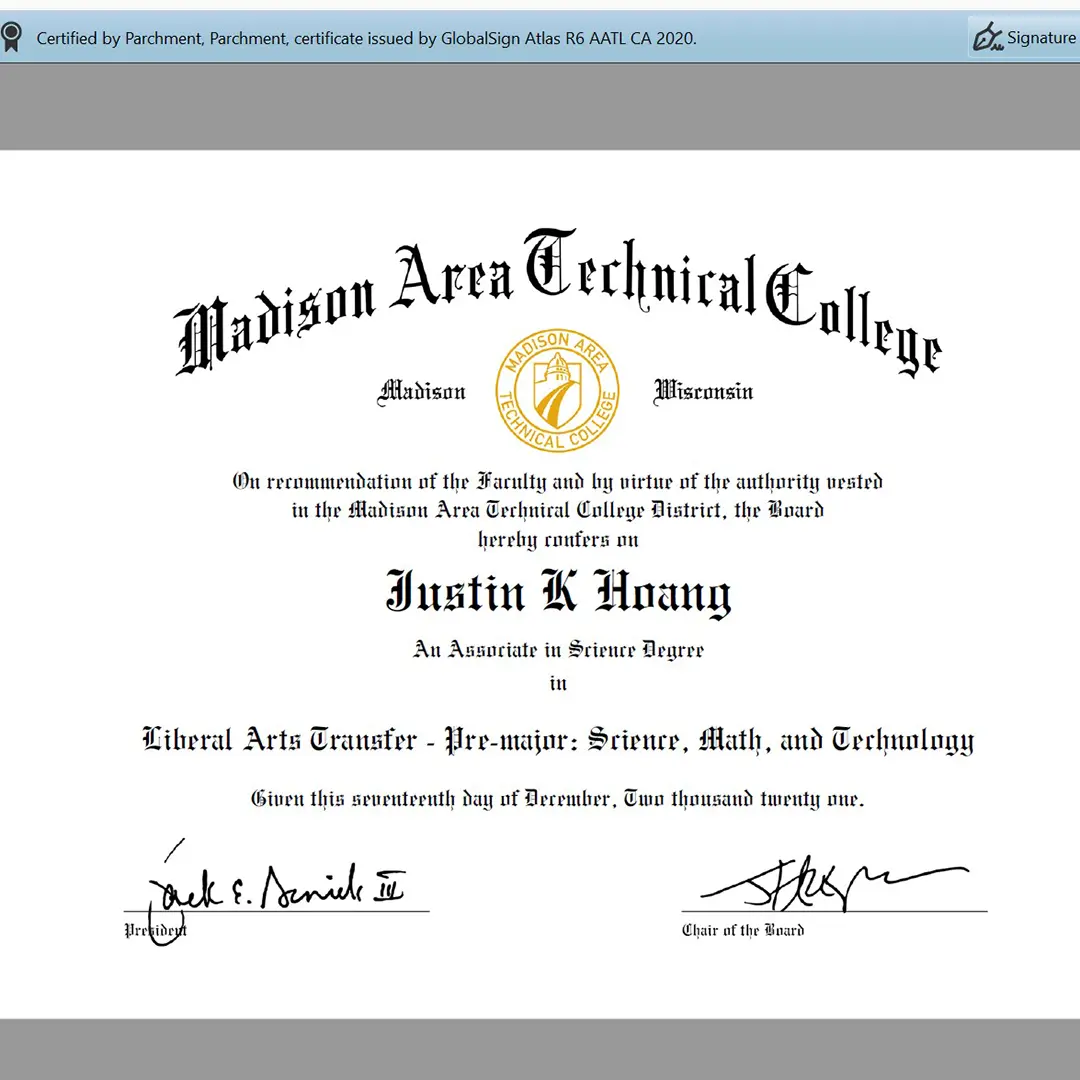 Certified by Parchment, Parchment, certificate issued by GlobalSign Atlas R6 AATL CA 2020.
Signature
Madison Area Technical College
Madison
MADISON AREA TECHNICAL COLLEGE
Wisconsin
On recommendation of the Faculty and by virtue of the authority vested
in the Madison Area Technical College District, the Board
hereby confers on
Justin K Hoang
An Associate in Science Degree
in
Liberal Arts Transfer - Pre-major: Science, Math, and Technology
Given this seventeenth day of December, Two thousand twenty one.
Jack E. Daniels III
President
Chair of the Board